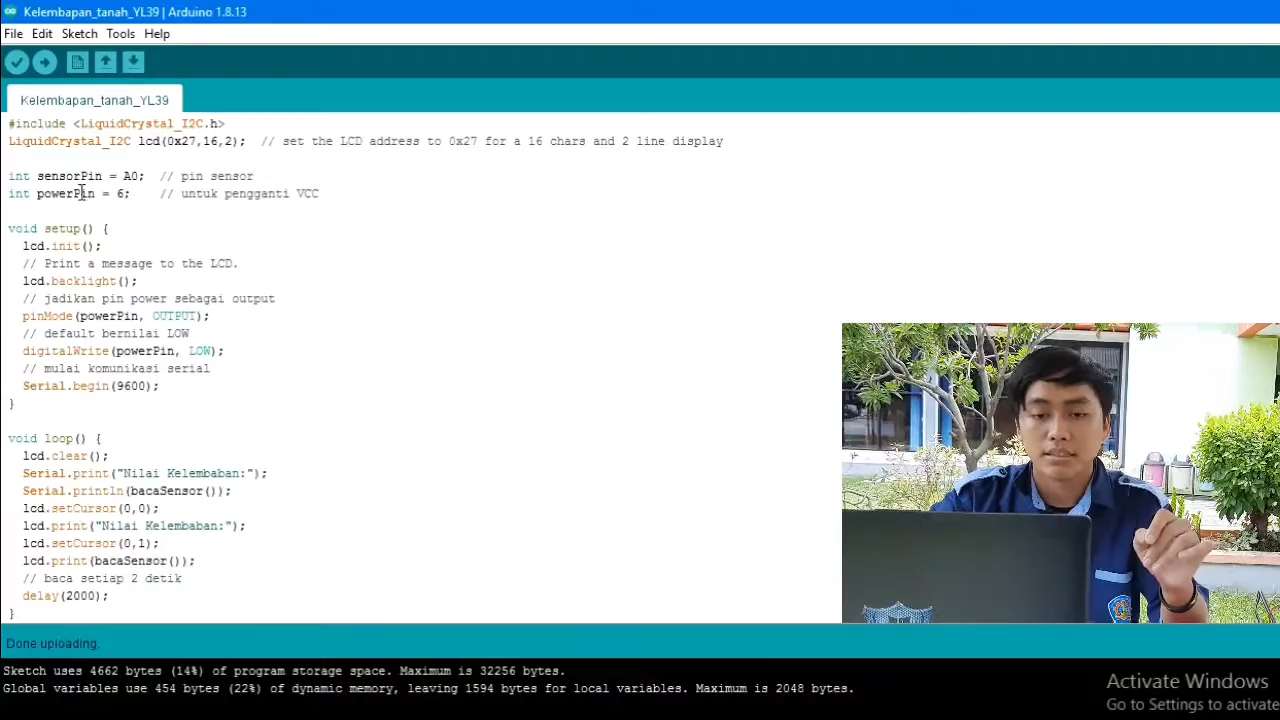 Kelembapan_tanah_YL39 | Arduino 1.8.13
File Edit Sketch Tools Help
Kelembapan_tanah_YL39
#include <LiquidCrystal_I2C.h>
LiquidCrystal_I2C lcd(0x27,16,2);  // set the LCD address to 0x27 for a 16 chars and 2 line display
int sensorPin = A0;  // pin sensor
int powerPin = 6;    // untuk pengganti VCC
void setup() {
  lcd.init();
  // Print a message to the LCD.
  lcd.backlight();
  // jadikan pin power sebagai output
  pinMode(powerPin, OUTPUT);
  // default bernilai LOW
  digitalWrite(powerPin, LOW);
  // mulai komunikasi serial
  Serial.begin(9600);
}
void loop() {
  lcd.clear();
  Serial.print("Nilai Kelembaban:");
  Serial.println(bacaSensor());
  lcd.setCursor(0,0);
  lcd.print("Nilai Kelembaban:");
  lcd.setCursor(0,1);
  lcd.print(bacaSensor());
  // baca setiap 2 detik
  delay(2000);
}
Done uploading.
Sketch uses 4662 bytes (14%) of program storage space. Maximum is 32256 bytes.
Global variables use 454 bytes (22%) of dynamic memory, leaving 1594 bytes for local variables. Maximum is 2048 bytes.
Activate Windows
Go to Settings to activate